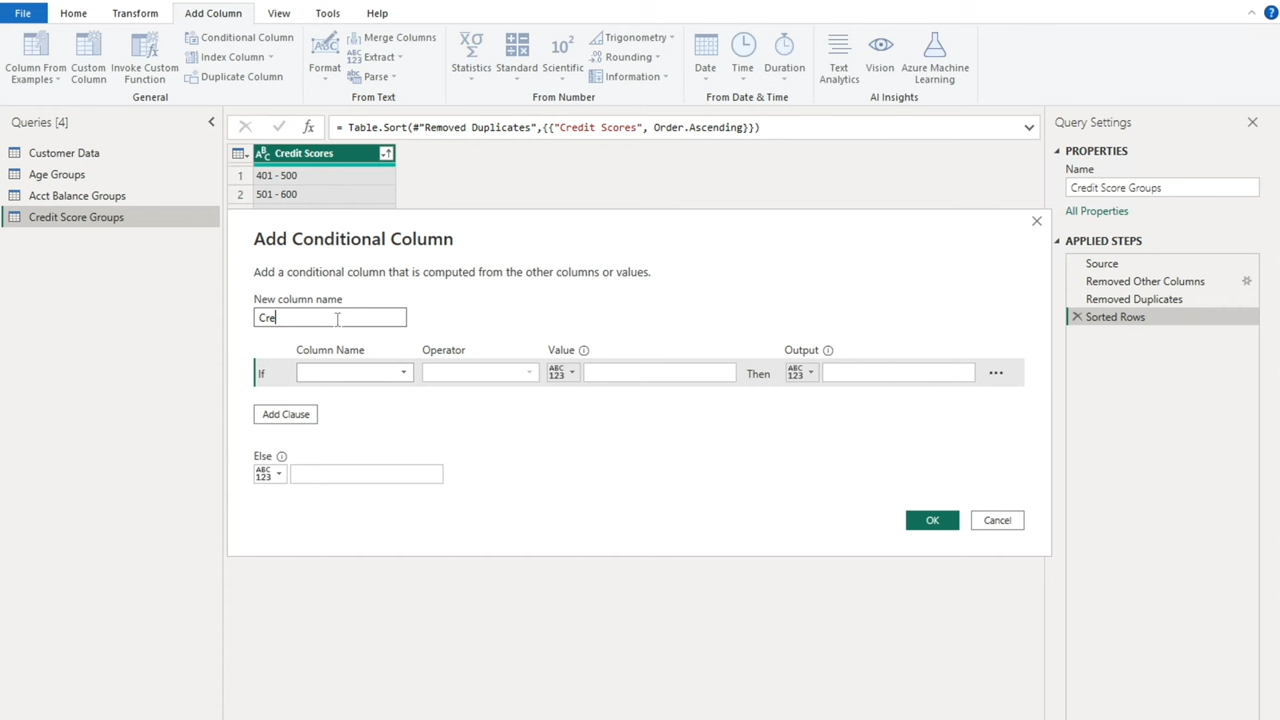 File Home Transform Add Column View Tools Help
Column From Examples
Custom Column
Invoke Custom Function
Conditional Column
Index Column
Duplicate Column
General
Format
Merge Columns
Extract
Parse
From Text
Statistics
Standard
Scientific
Trigonometry
Rounding
Information
From Number
Date
Time
Duration
From Date & Time
Text Analytics
Vision
Azure Machine Learning
AI Insights
Queries [4]
Customer Data
Age Groups
Acct Balance Groups
Credit Score Groups
= Table.Sort(#"Removed Duplicates",{{"Credit Scores", Order.Ascending}})
Credit Scores
1 401 - 500
2 501 - 600
Add Conditional Column
Add a conditional column that is computed from the other columns or values.
New column name
Cre
Column Name Operator Value Output
If ABC 123 Then ABC 123 ...
Add Clause
Else
ABC 123
OK Cancel
Query Settings
PROPERTIES
Name
Credit Score Groups
All Properties
APPLIED STEPS
Source
Removed Other Columns
Removed Duplicates
Sorted Rows